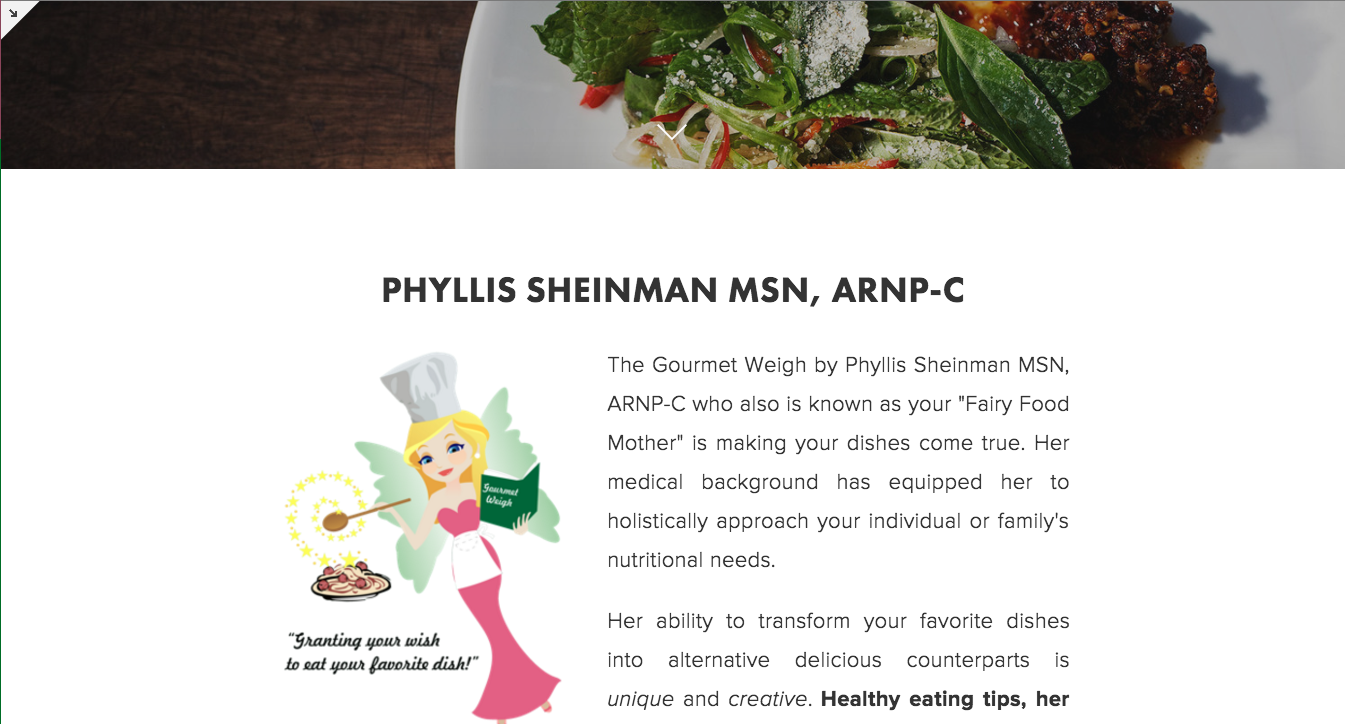 PHYLLIS SHEINMAN MSN, ARNP-C
The Gourmet Weigh by Phyllis Sheinman MSN,
ARNP-C who also is known as your "Fairy Food
Mother" is making your dishes come true. Her
medical background has equipped her to
holistically approach your individual or family's
nutritional needs.
Her ability to transform your favorite dishes
into alternative delicious counterparts is
unique and creative. Healthy eating tips, her
Gourmet
Weigh
"Granting your wish
to eat your favorite dish!"